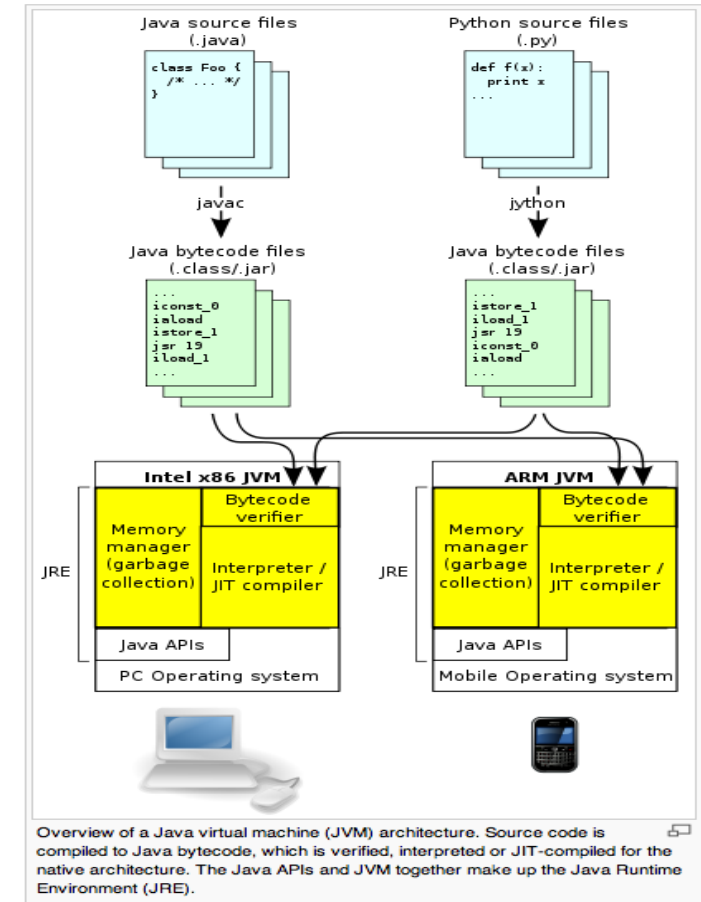 Java source files
(.java)
class Foo {
/* ... */
}
Python source files
(.py)
def f(x):
print x
...
javac
jython
Java bytecode files
(.class/.jar)
...
iconst_0
iaload
istore_1
jsr 19
iload_1
...
Java bytecode files
(.class/.jar)
...
istore_1
iload_1
jsr 19
iconst_0
iaload
...
Intel x86 JVM
Bytecode
verifier
Memory
manager
(garbage
collection)
Interpreter /
JIT compiler
JRE
Java APIs
PC Operating system
ARM JVM
Bytecode
verifier
Memory
manager
(garbage
collection)
Interpreter /
JIT compiler
JRE
Java APIs
Mobile Operating system
Overview of a Java virtual machine (JVM) architecture. Source code is
compiled to Java bytecode, which is verified, interpreted or JIT-compiled for the
native architecture. The Java APIs and JVM together make up the Java Runtime
Environment (JRE).